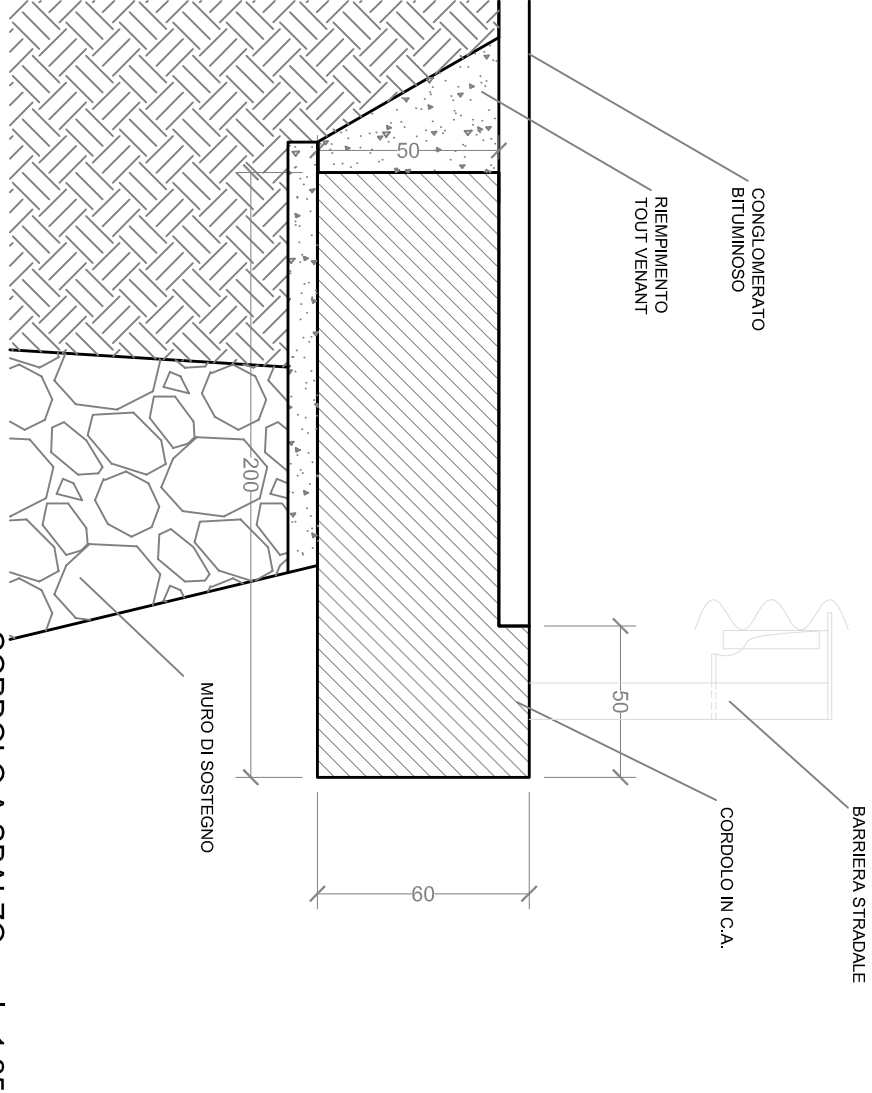 BARRIERA STRADALE
CONGLOMERATO
BITUMINOSO
CORDOLO IN C.A.
RIEMPIMENTO
TOUT VENANT
50
50
60
200
MURO DI SOSTEGNO